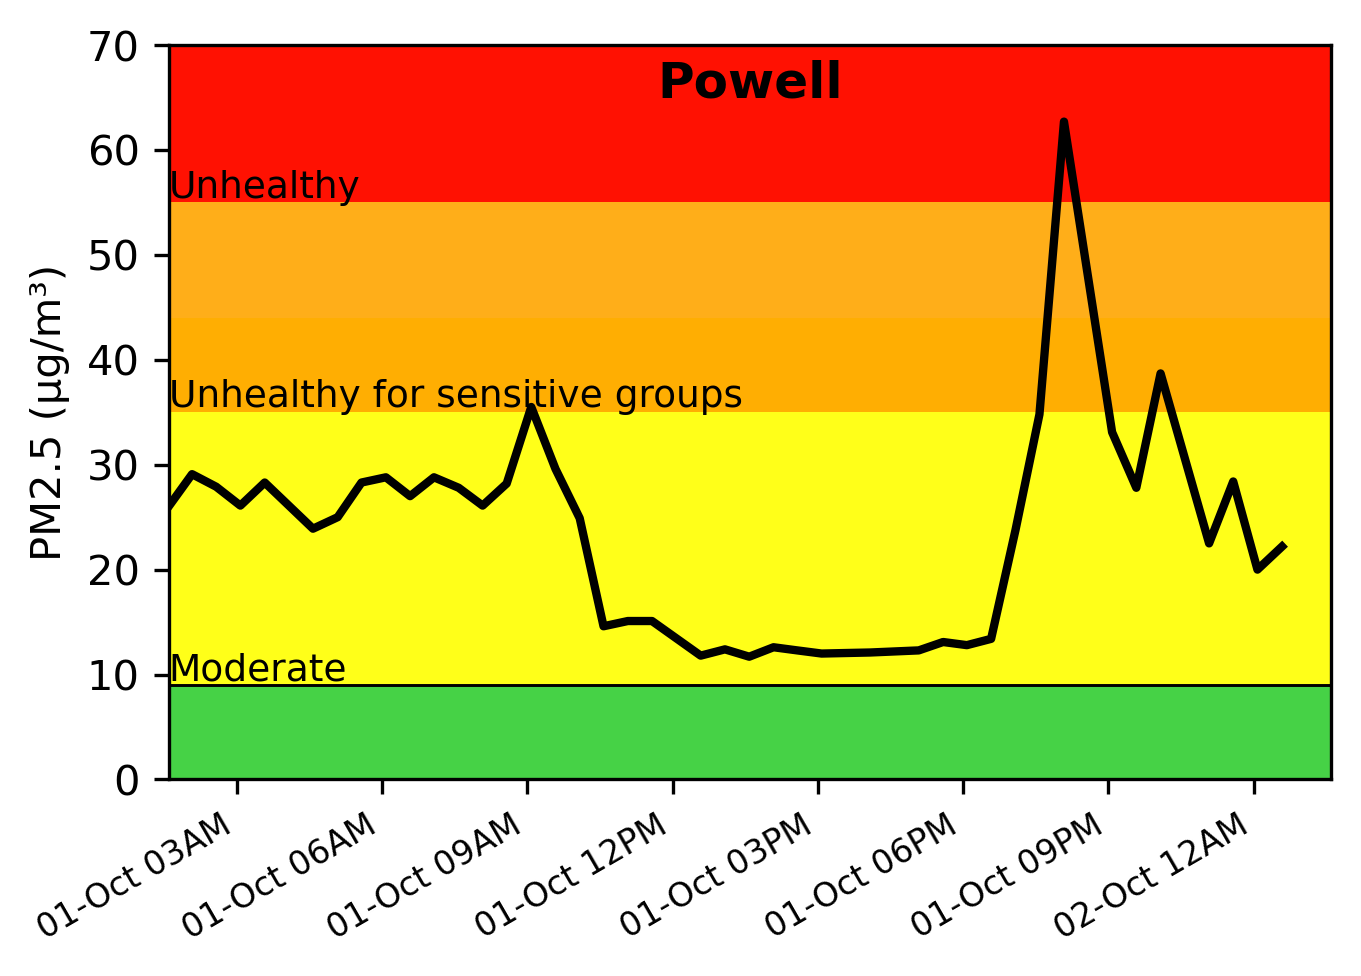 Powell
PM2.5 (µg/m³)
70
60
50
40
30
20
10
0
Unhealthy
Unhealthy for sensitive groups
Moderate
01-Oct 03AM
01-Oct 06AM
01-Oct 09AM
01-Oct 12PM
01-Oct 03PM
01-Oct 06PM
01-Oct 09PM
02-Oct 12AM